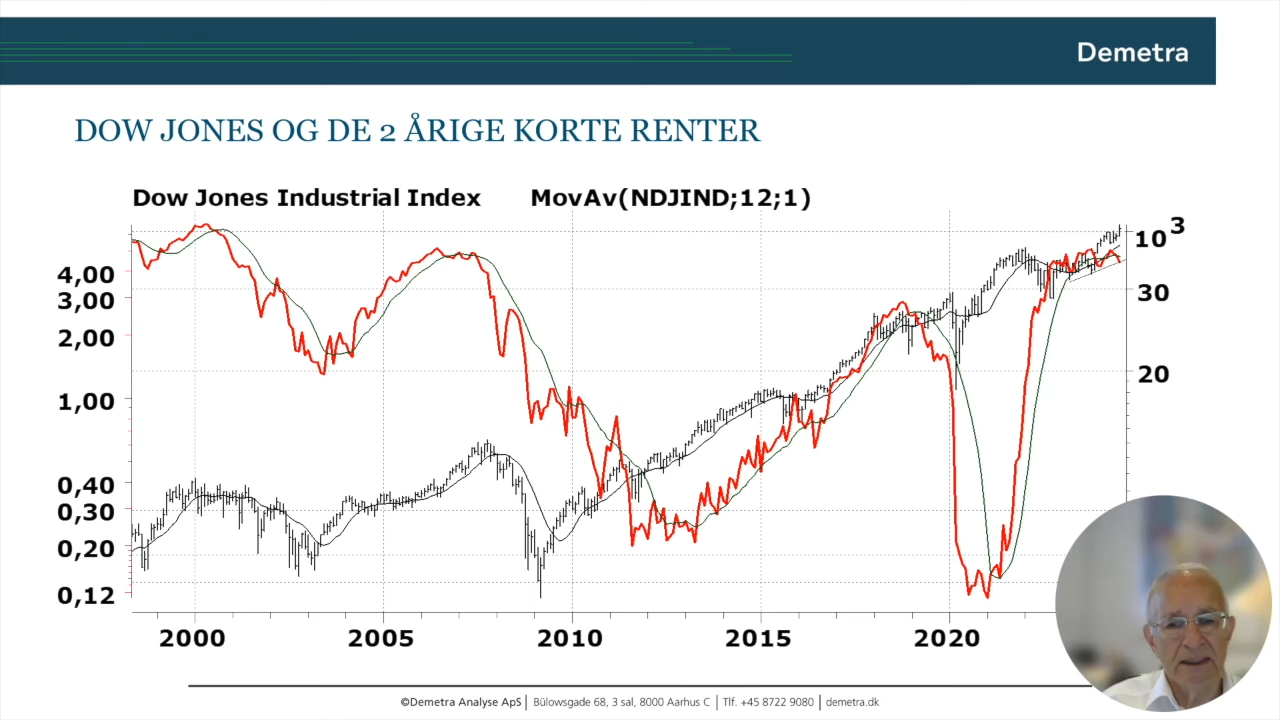 Demetra
DOW JONES OG DE 2 ÅRIGE KORTE RENTER
Dow Jones Industrial Index MovAv(NDJIND;12;1)
10 3
4,00
3,00 30
2,00
20
1,00
0,40
0,30
0,20
0,12
2000 2005 2010 2015 2020
©Demetra Analyse ApS | Bülowsgade 68, 3 sal, 8000 Aarhus C | Tlf. +45 8722 9080 | demetra.dk